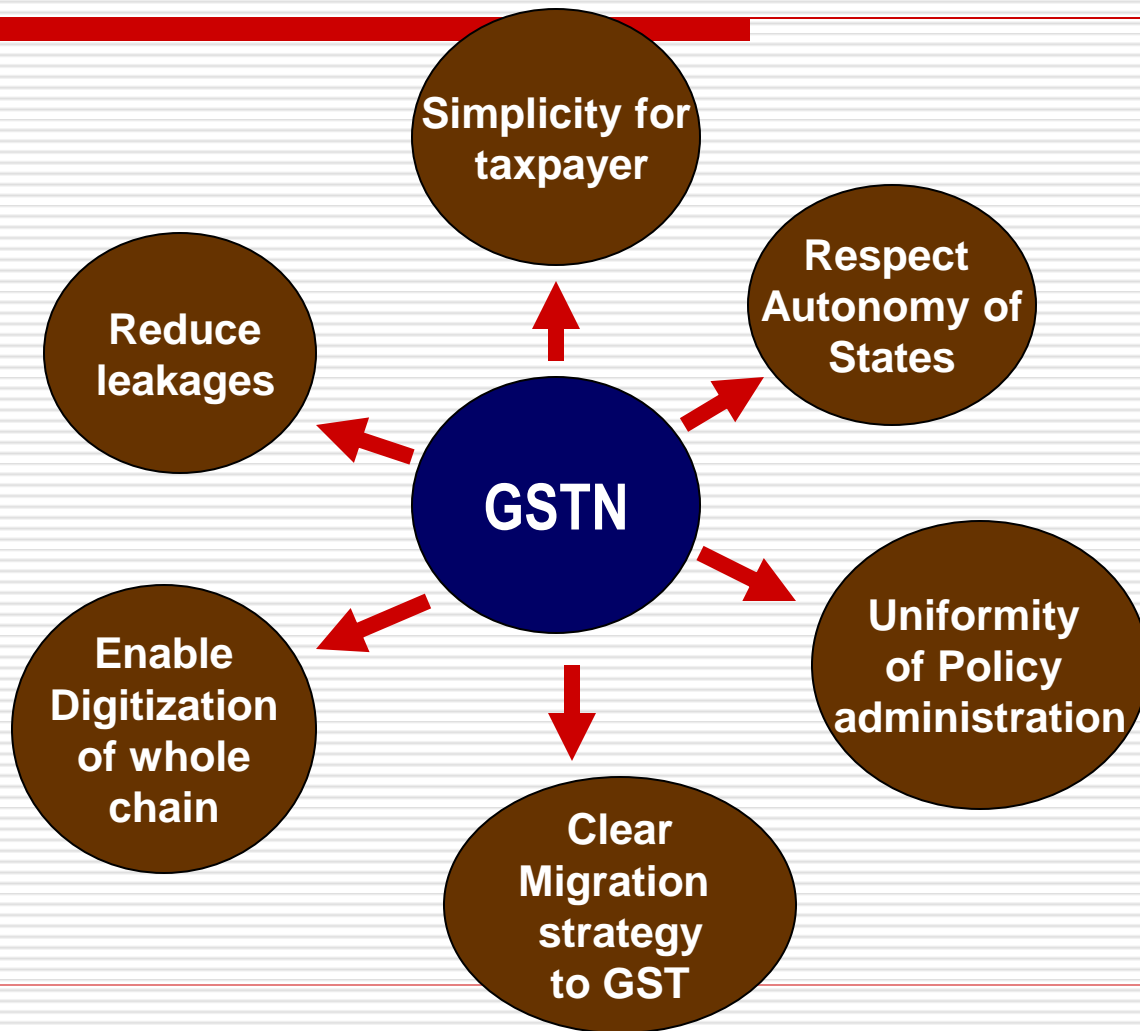 Simplicity for
taxpayer
Respect
Autonomy of
States
Reduce
leakages
GSTN
Uniformity
of Policy
administration
Enable
Digitization
of whole
chain
Clear
Migration
strategy
to GST